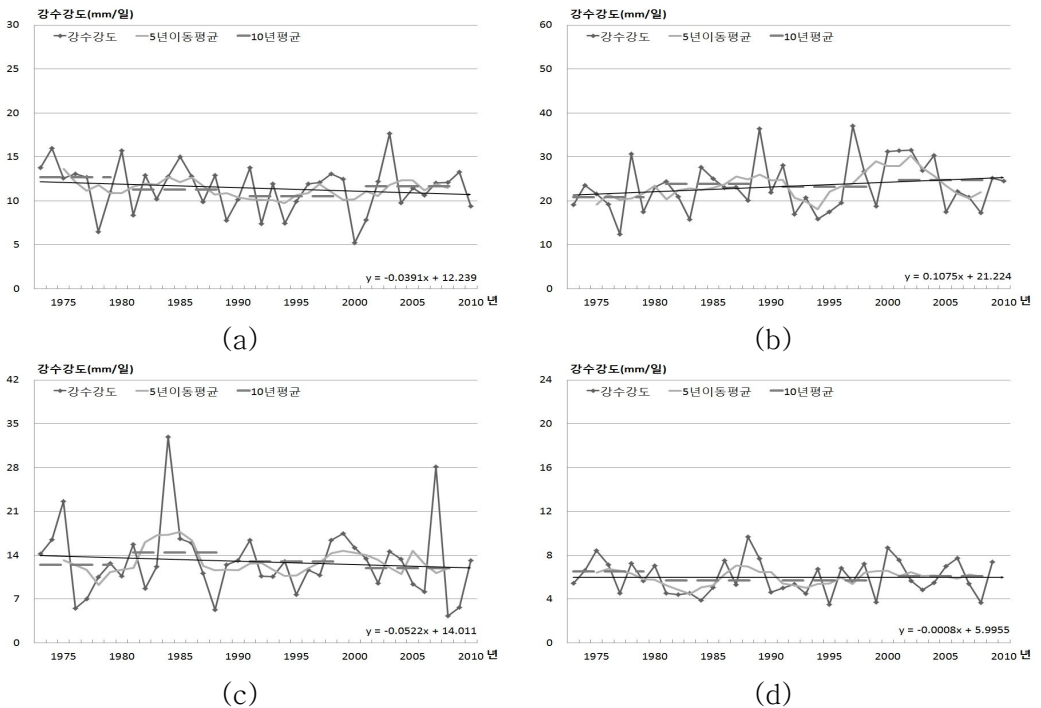 강수강도(mm/일)
30
25
20
15
10
5
0
강수강도 5년이동평균 10년평균
y = -0.0391x + 12.239
1975 1980 1985 1990 1995 2000 2005 2010 년
(a)
강수강도(mm/일)
60
50
40
30
20
10
0
강수강도 5년이동평균 10년평균
y = 0.1075x + 21.224
1975 1980 1985 1990 1995 2000 2005 2010 년
(b)
강수강도(mm/일)
42
35
28
21
14
7
0
강수강도 5년이동평균 10년평균
y = -0.0522x + 14.011
1975 1980 1985 1990 1995 2000 2005 2010 년
(c)
강수강도(mm/일)
24
20
16
12
8
4
0
강수강도 5년이동평균 10년평균
y = -0.0008x + 5.9955
1975 1980 1985 1990 1995 2000 2005 2010 년
(d)